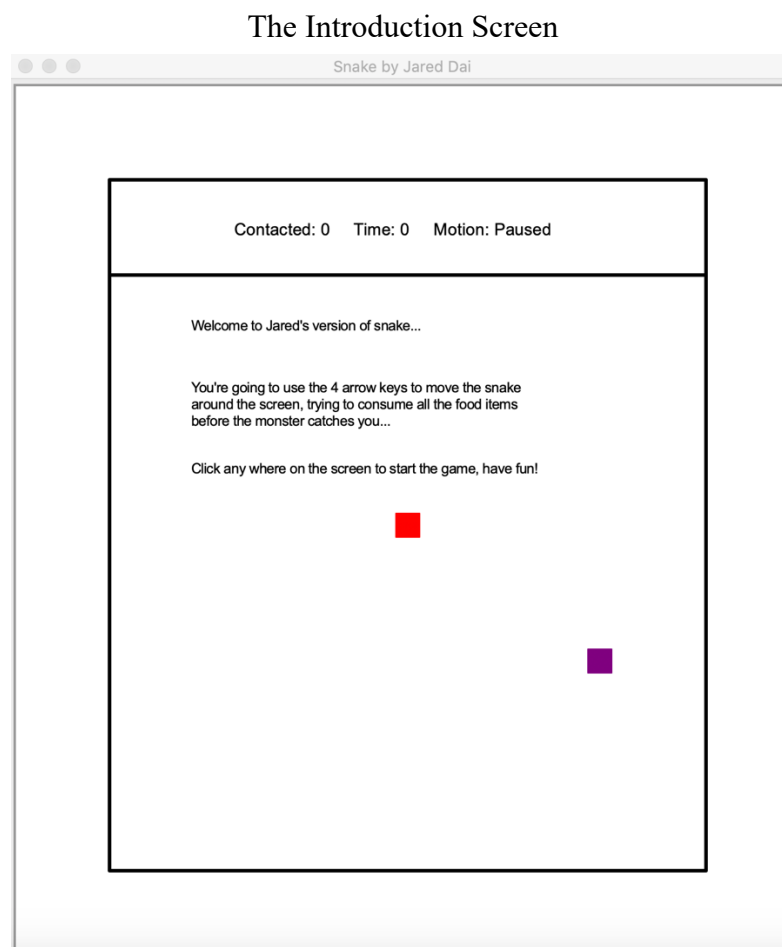 The Introduction Screen
Snake by Jared Dai
Contacted: 0 Time: 0 Motion: Paused
Welcome to Jared's version of snake...
You're going to use the 4 arrow keys to move the snake
around the screen, trying to consume all the food items
before the monster catches you...
Click any where on the screen to start the game, have fun!